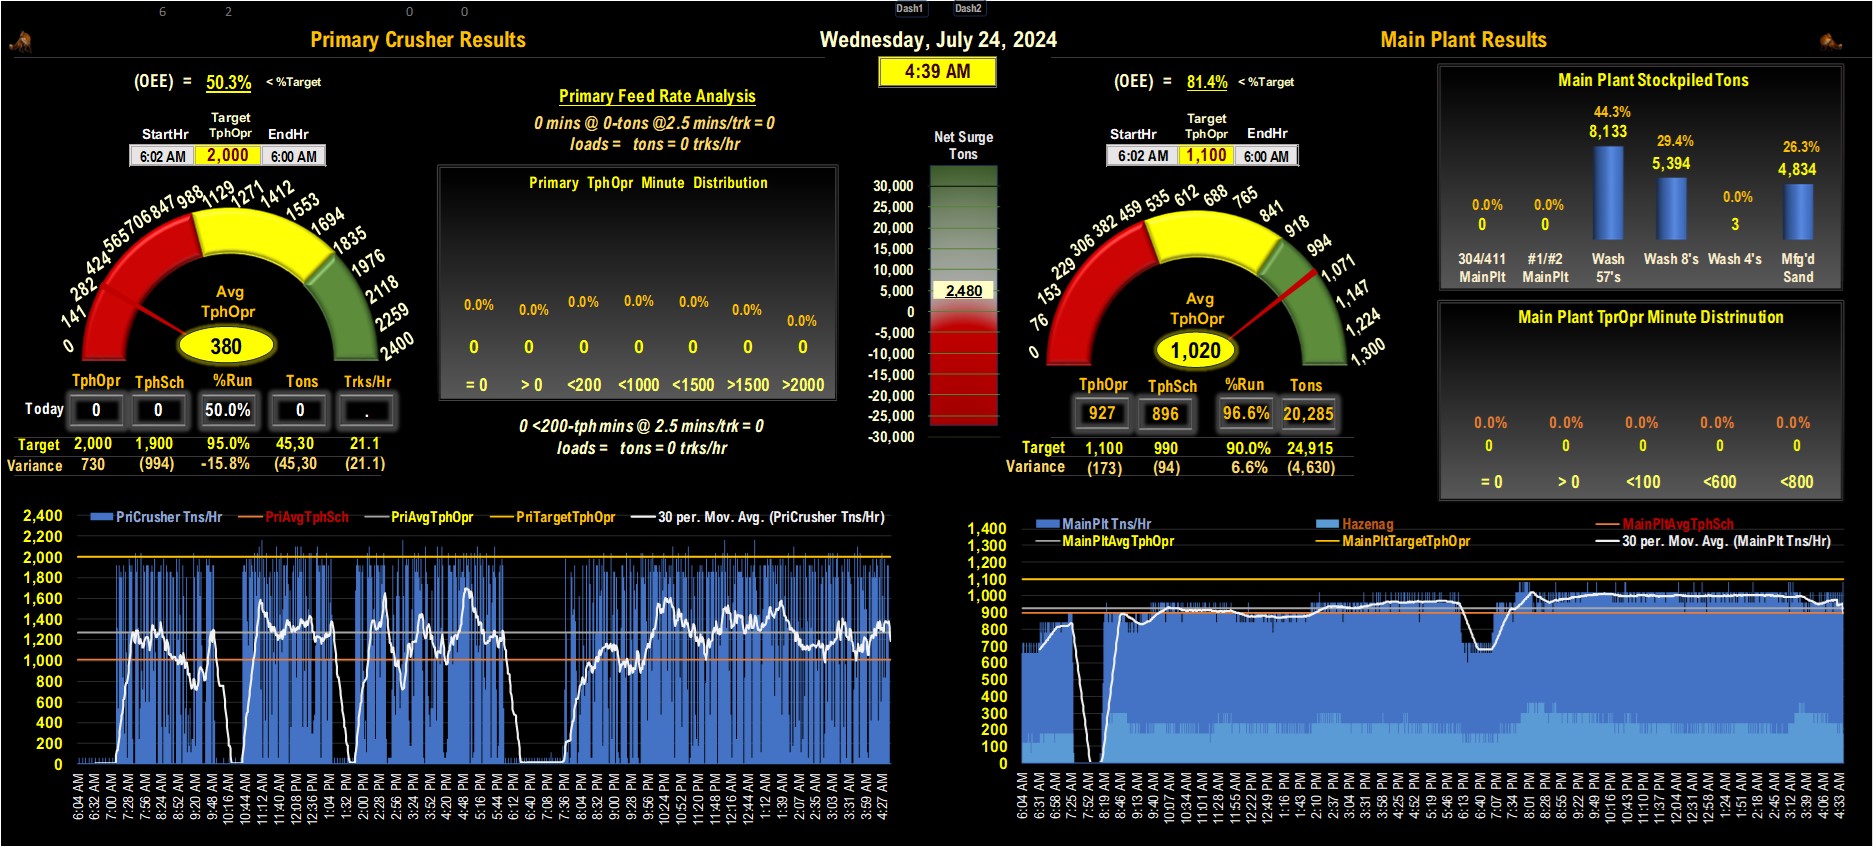 6 2 0 0 Dash1 Dash2
Primary Crusher Results
Wednesday, July 24, 2024
Main Plant Results
4:39 AM
(OEE) = 50.3% < %Target
StartHr Target TphOpr EndHr
6:02 AM 2,000 6:00 AM
0 141 282 424 565 706 847 988 1129 1271 1412 1553 1694 1835 1976 2118 2259 2400
Avg
TphOpr
380
TphOpr TphSch %Run Tons Trks/Hr
Today 0 0 50.0% 0 .
Target 2,000 1,900 95.0% 45,30 21.1
Variance 730 (994) -15.8% (45,30 (21.1)
Primary Feed Rate Analysis
0 mins @ 0-tons @2.5 mins/trk = 0
loads = tons = 0 trks/hr
Primary TphOpr Minute Distribution
0.0% 0.0% 0.0% 0.0% 0.0% 0.0% 0.0%
0 0 0 0 0 0 0
= 0 > 0 <200 <1000 <1500 >1500 >2000
0 <200-tph mins @ 2.5 mins/trk = 0
loads = tons = 0 trks/hr
Net Surge
Tons
30,000
25,000
20,000
15,000
10,000
5,000
2,480
0
-5,000
-10,000
-15,000
-20,000
-25,000
-30,000
(OEE) = 81.4% < %Target
StartHr Target TphOpr EndHr
6:02 AM 1,100 6:00 AM
0 76 153 229 306 382 459 535 612 688 765 841 918 994 1,071 1,147 1,224 1,300
Avg
TphOpr
1,020
TphOpr TphSch %Run Tons
927 896 96.6% 20,285
Target 1,100 990 90.0% 24,915
Variance (173) (94) 6.6% (4,630)
Main Plant Stockpiled Tons
0.0% 0.0% 44.3% 29.4% 0.0% 26.3%
0 0 8,133 5,394 3 4,834
304/411 MainPlt #1/#2 MainPlt Wash 57's Wash 8's Wash 4's Mfg'd Sand
Main Plant TprOpr Minute Distrinution
0.0% 0.0% 0.0% 0.0% 0.0%
0 0 0 0 0
= 0 > 0 <100 <600 <800
PriCrusher Tns/Hr PriAvgTphSch PriAvgTphOpr PriTargetTphOpr 30 per. Mov. Avg. (PriCrusher Tns/Hr)
2,400
2,200
2,000
1,800
1,600
1,400
1,200
1,000
800
600
400
200
0
6:04 AM 6:32 AM 7:00 AM 7:28 AM 7:56 AM 8:24 AM 8:52 AM 9:20 AM 9:48 AM 10:16 AM 10:44 AM 11:12 AM 11:40 AM 12:08 PM 12:36 PM 1:04 PM 1:32 PM 2:00 PM 2:28 PM 2:56 PM 3:24 PM 3:52 PM 4:20 PM 4:48 PM 5:16 PM 5:44 PM 6:12 PM 6:40 PM 7:08 PM 7:36 PM 8:04 PM 8:32 PM 9:00 PM 9:28 PM 9:56 PM 10:24 PM 10:52 PM 11:20 PM 11:48 PM 12:16 AM 12:44 AM 1:12 AM 1:39 AM 2:07 AM 2:35 AM 3:03 AM 3:31 AM 3:59 AM 4:27 AM
MainPlt Tns/Hr Hazenag MainPltAvgTphSch
MainPltAvgTphOpr MainPltTargetTphOpr 30 per. Mov. Avg. (MainPlt Tns/Hr)
1,400
1,300
1,200
1,100
1,000
900
800
700
600
500
400
300
200
100
0
6:04 AM 6:31 AM 6:58 AM 7:25 AM 7:52 AM 8:19 AM 8:46 AM 9:13 AM 9:40 AM 10:07 AM 10:34 AM 11:01 AM 11:28 AM 11:55 AM 12:22 PM 12:49 PM 1:16 PM 1:43 PM 2:10 PM 2:37 PM 3:04 PM 3:31 PM 3:58 PM 4:25 PM 4:52 PM 5:19 PM 5:46 PM 6:13 PM 6:40 PM 7:07 PM 7:34 PM 8:01 PM 8:28 PM 8:55 PM 9:22 PM 9:49 PM 10:16 PM 10:43 PM 11:10 PM 11:37 PM 12:04 AM 12:31 AM 12:58 AM 1:24 AM 1:51 AM 2:18 AM 2:45 AM 3:12 AM 3:39 AM 4:06 AM 4:33 AM